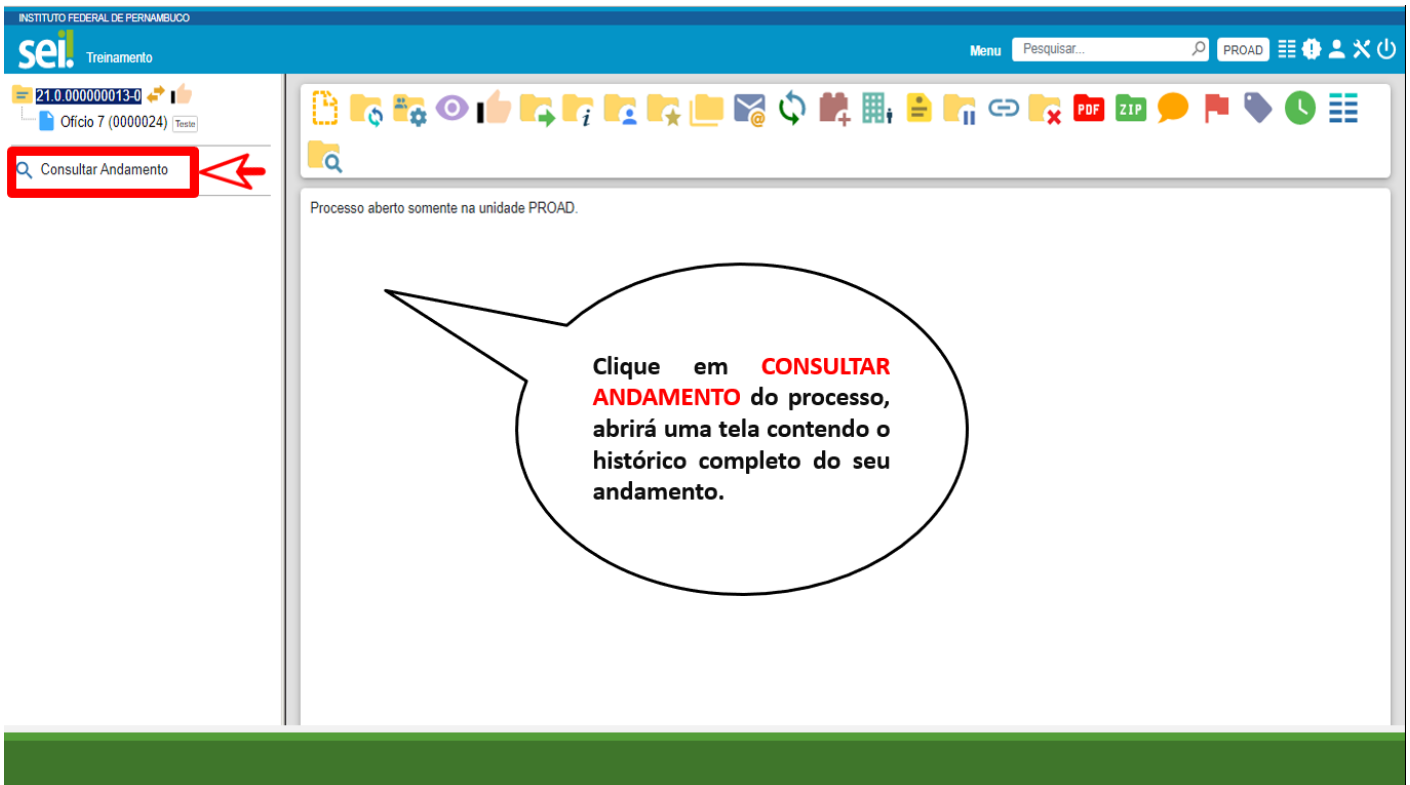 INSTITUTO FEDERAL DE PERNAMBUCO
sei!
Treinamento
Menu
Pesquisar...
PROAD
21.0.000000013-0
Ofício 7 (0000024) Teste
Consultar Andamento
i
PDF
ZIP
@
Processo aberto somente na unidade PROAD.
Clique em CONSULTAR
ANDAMENTO do processo,
abrirá uma tela contendo o
histórico completo do seu
andamento.